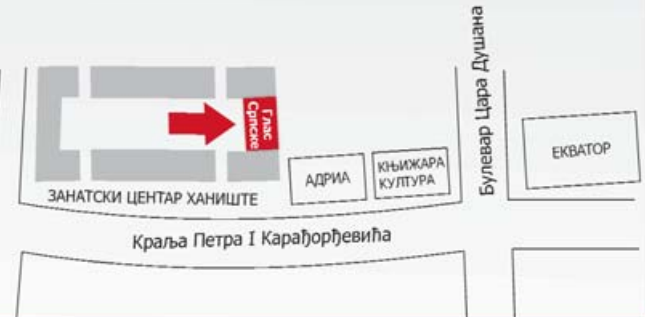 Глас
Српске
ЗАНАТСКИ ЦЕНТАР ХАНИШТЕ
АДРИА
КЊИЖАРА
КУЛТУРА
Булевар Цара Душана
ЕКВАТОР
Краља Петра I Карађорђевића